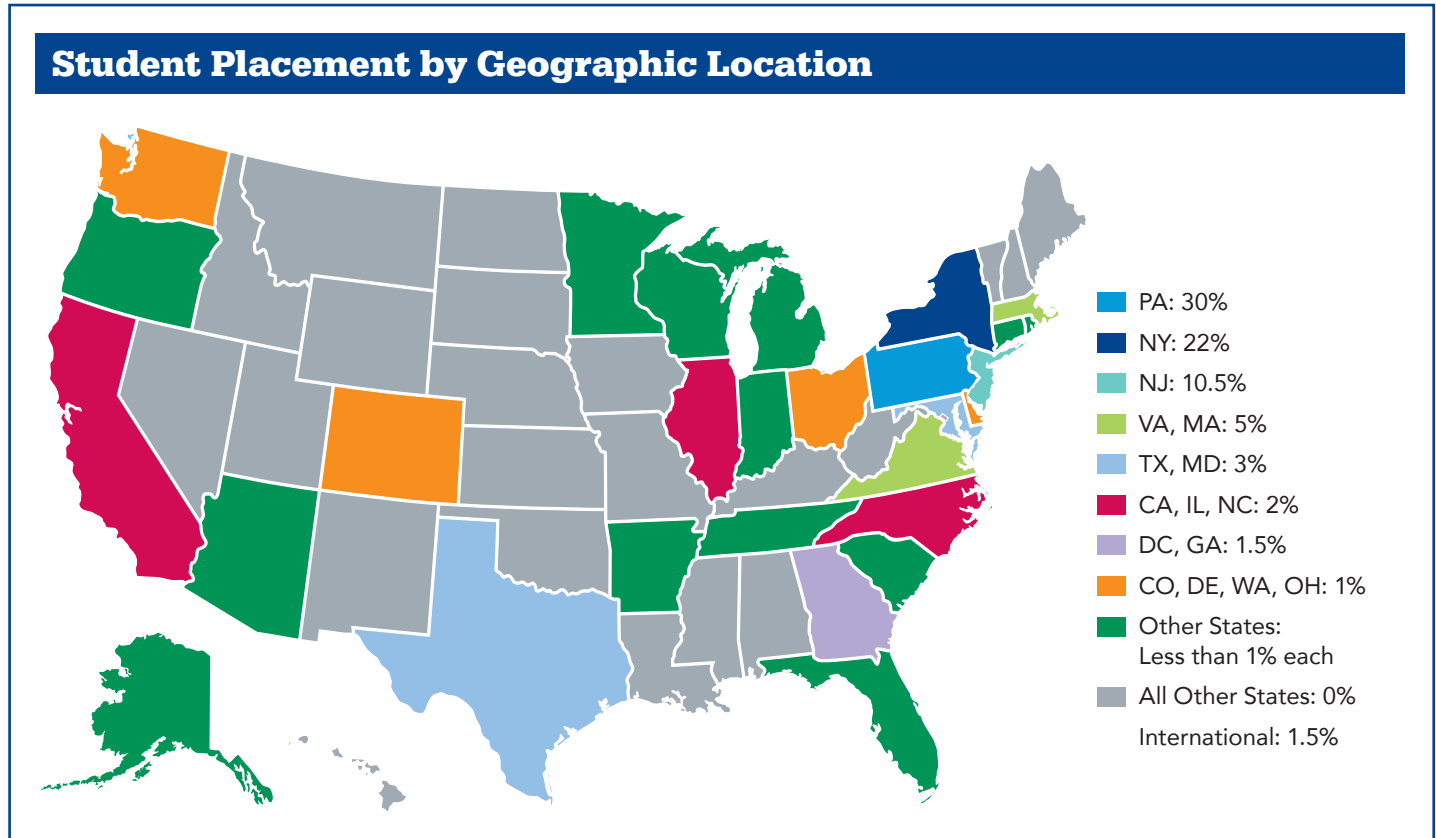 Student Placement by Geographic Location
PA: 30%
NY: 22%
NJ: 10.5%
VA, MA: 5%
TX, MD: 3%
CA, IL, NC: 2%
DC, GA: 1.5%
CO, DE, WA, OH: 1%
Other States:
Less than 1% each
All Other States: 0%
International: 1.5%